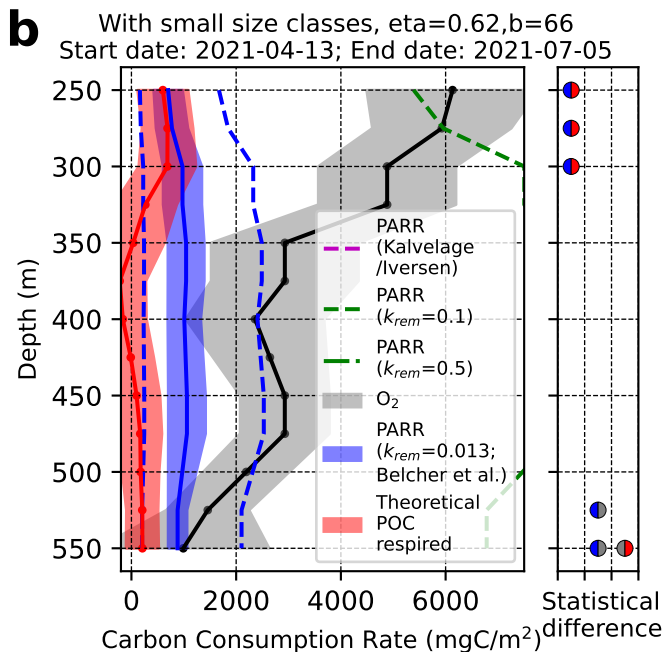 b
With small size classes, eta=0.62,b=66
Start date: 2021-04-13; End date: 2021-07-05
250
300
350
400
450
500
550
Depth (m)
PARR
(Kalvelage
/Iversen)
PARR
(k_rem=0.1)
PARR
(k_rem=0.5)
O₂
PARR
(k_rem=0.013;
Belcher et al.)
Theoretical
POC
respired
0 2000 4000 6000
Carbon Consumption Rate (mgC/m²)
Statistical
difference